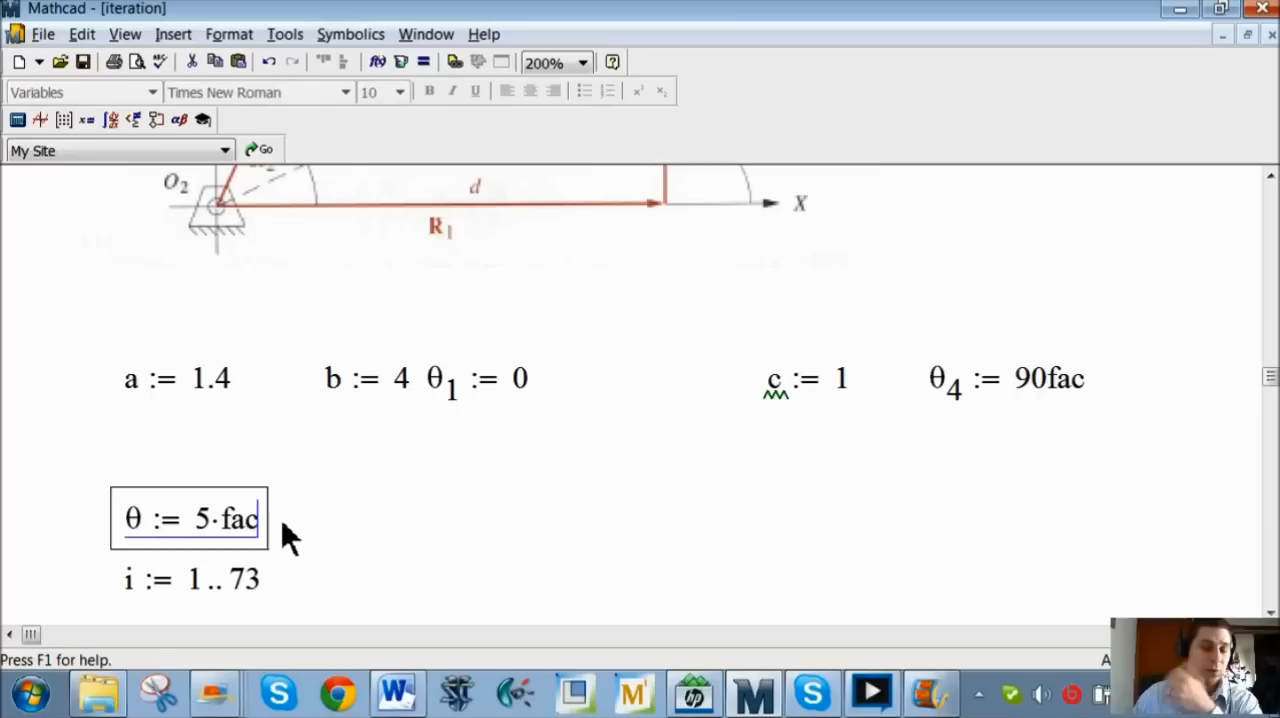 Mathcad - [iteration]
File Edit View Insert Format Tools Symbolics Window Help
200%
Variables Times New Roman 10 B I U
My Site Go
O2
d
X
R1
a := 1.4 b := 4 θ1 := 0 c := 1 θ4 := 90fac
θ := 5·fac
i := 1 .. 73
Press F1 for help.